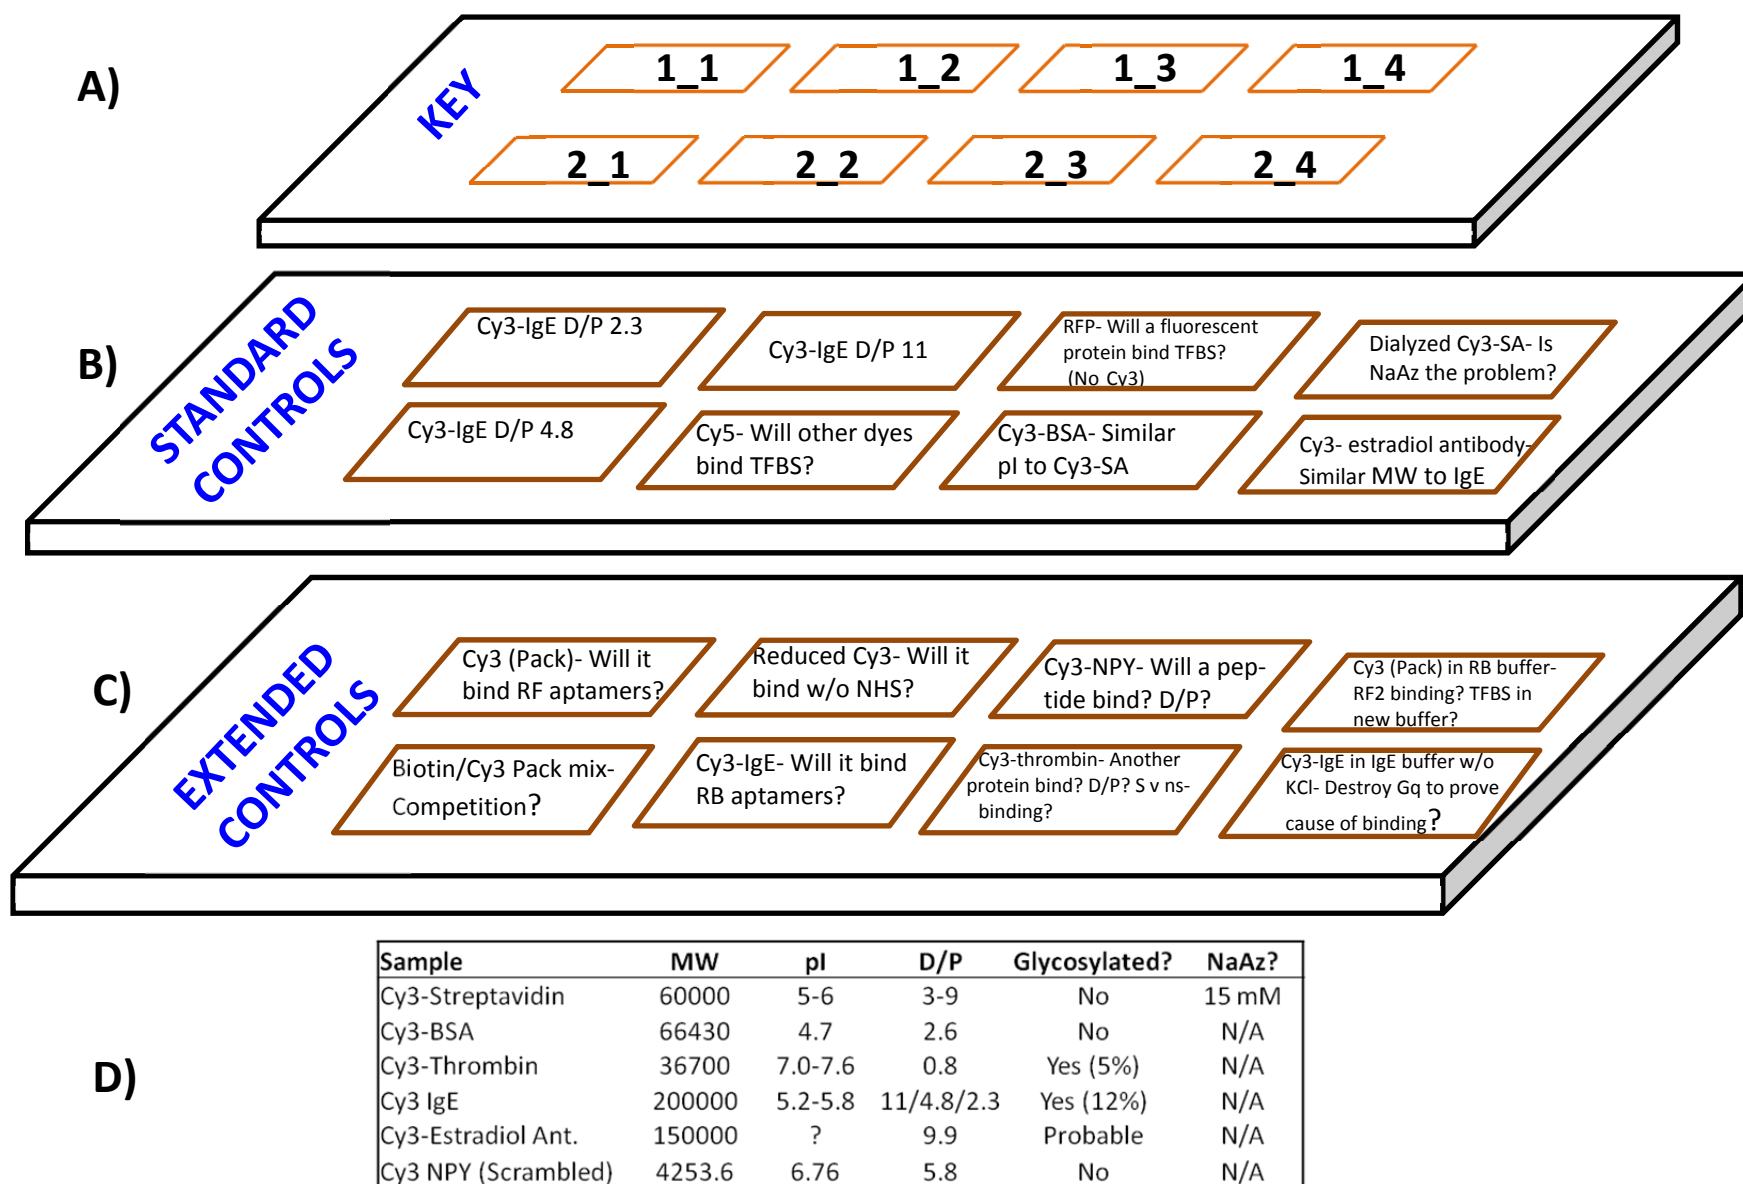 A)
KEY
1_1
1_2
1_3
1_4
2_1
2_2
2_3
2_4
B)
STANDARD
CONTROLS
Cy3-IgE D/P 2.3
Cy3-IgE D/P 11
RFP- Will a fluorescent
protein bind TFBS?
(No Cy3)
Dialyzed Cy3-SA- Is
NaAz the problem?
Cy3-IgE D/P 4.8
Cy5- Will other dyes
bind TFBS?
Cy3-BSA- Similar
pI to Cy3-SA
Cy3- estradiol antibody-
Similar MW to IgE
C)
EXTENDED
CONTROLS
Cy3 (Pack)- Will it
bind RF aptamers?
Reduced Cy3- Will it
bind w/o NHS?
Cy3-NPY- Will a pep-
tide bind? D/P?
Cy3 (Pack) in RB buffer-
RF2 binding? TFBS in
new buffer?
Biotin/Cy3 Pack mix-
Competition?
Cy3-IgE- Will it bind
RB aptamers?
Cy3-thrombin- Another
protein bind? D/P? S v ns-
binding?
Cy3-IgE in IgE buffer w/o
KCl- Destroy Gq to prove
cause of binding?
D)
Sample MW pI D/P Glycosylated? NaAz?
Cy3-Streptavidin 60000 5-6 3-9 No 15 mM
Cy3-BSA 66430 4.7 2.6 No N/A
Cy3-Thrombin 36700 7.0-7.6 0.8 Yes (5%) N/A
Cy3 IgE 200000 5.2-5.8 11/4.8/2.3 Yes (12%) N/A
Cy3-Estradiol Ant. 150000 ? 9.9 Probable N/A
Cy3 NPY (Scrambled) 4253.6 6.76 5.8 No N/A